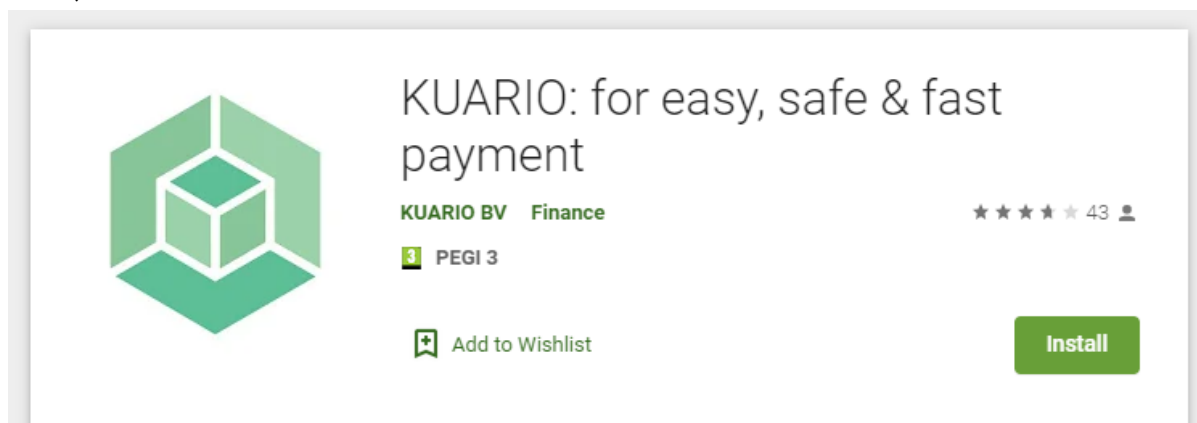 KUARIO: for easy, safe & fast
payment
KUARIO BV Finance 43
3 PEGI 3
Add to Wishlist Install